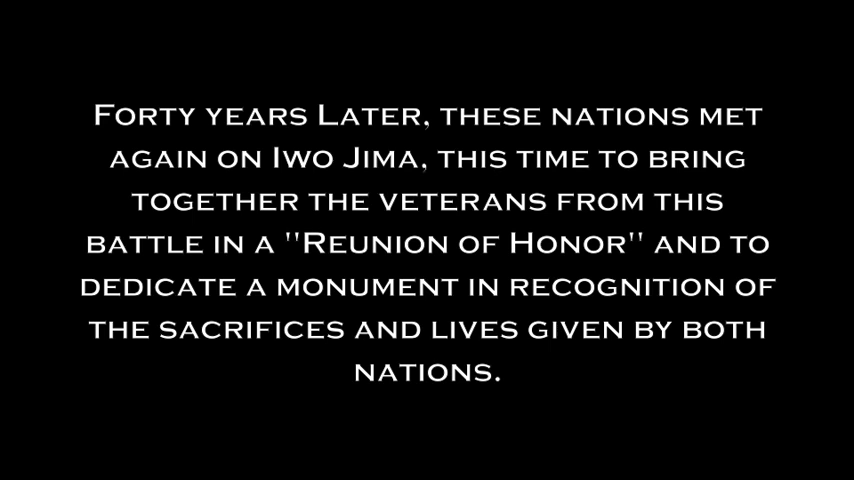 Forty years Later, these nations met
again on Iwo Jima, this time to bring
together the veterans from this
battle in a "Reunion of Honor" and to
dedicate a monument in recognition of
the sacrifices and lives given by both
nations.